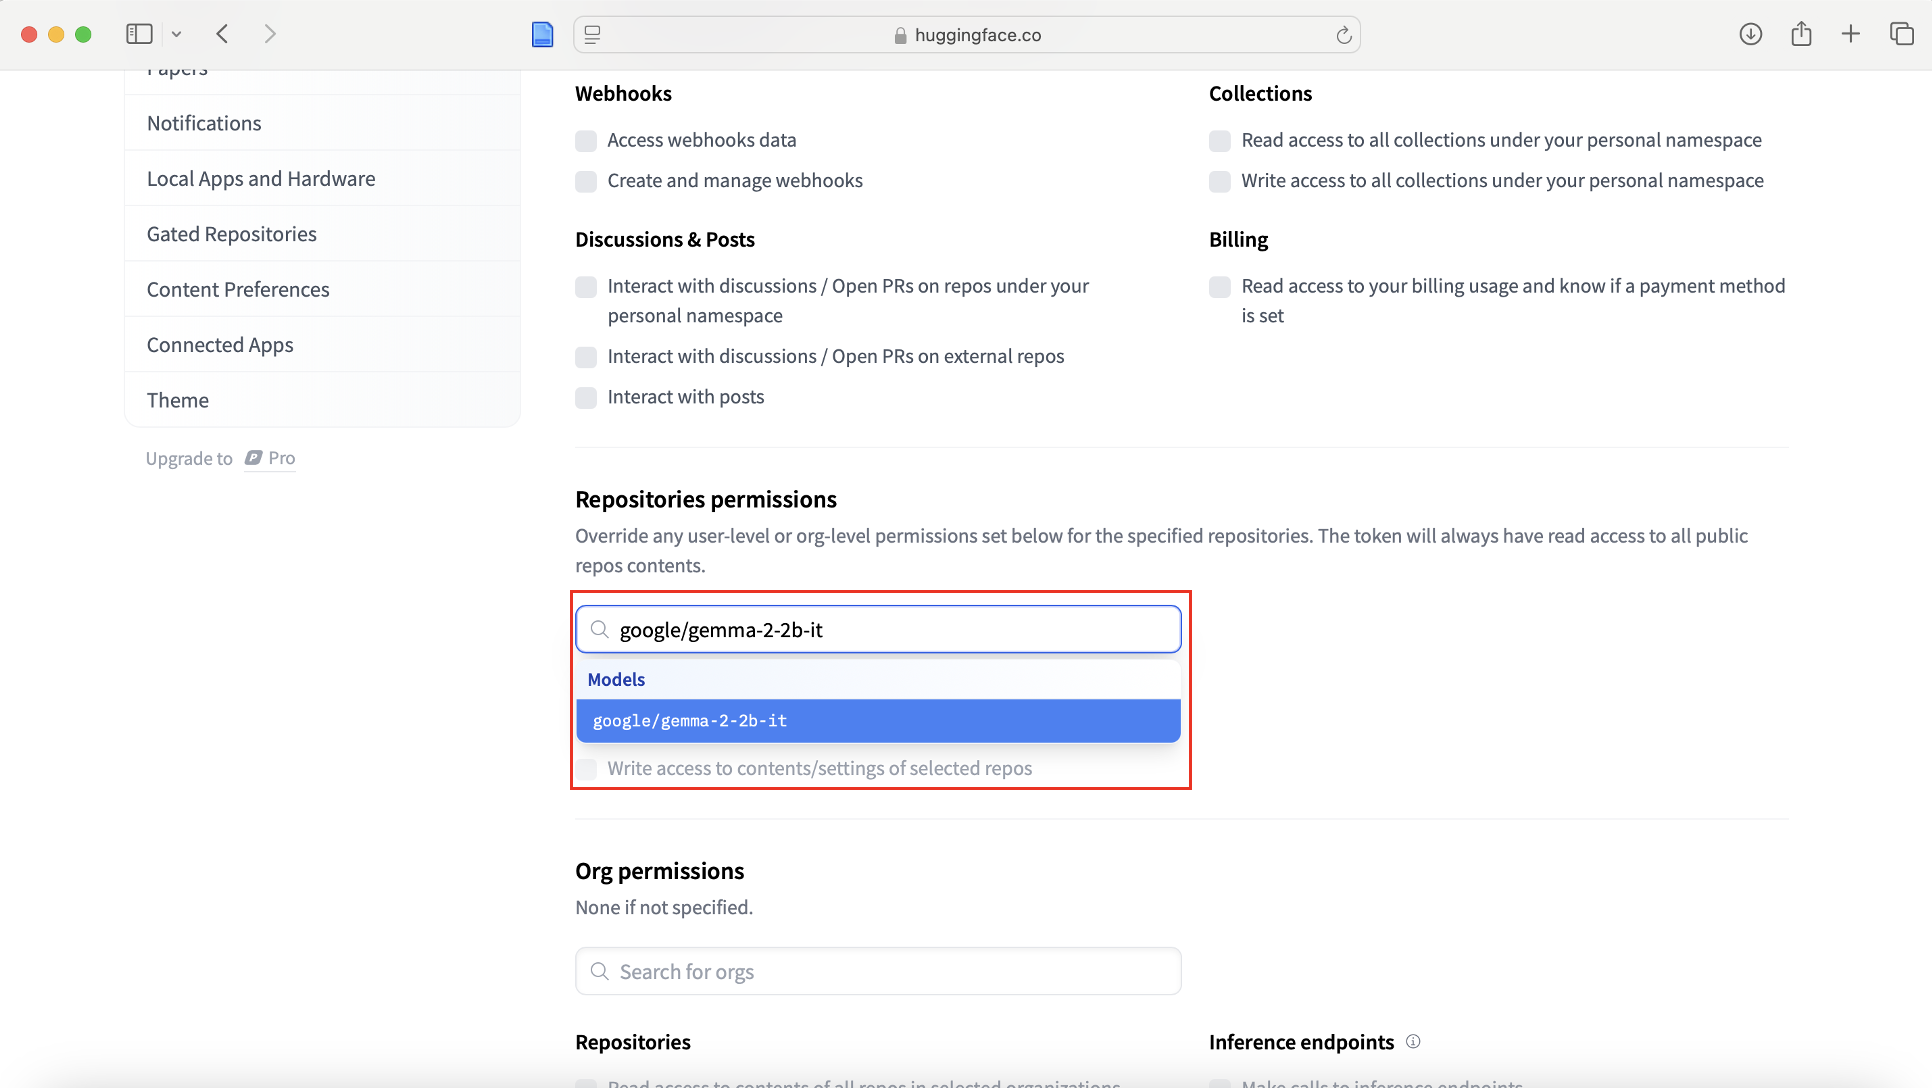 huggingface.co
Papers
Notifications
Local Apps and Hardware
Gated Repositories
Content Preferences
Connected Apps
Theme
Upgrade to P Pro
Webhooks
Access webhooks data
Create and manage webhooks
Collections
Read access to all collections under your personal namespace
Write access to all collections under your personal namespace
Discussions & Posts
Interact with discussions / Open PRs on repos under your
personal namespace
Interact with discussions / Open PRs on external repos
Interact with posts
Billing
Read access to your billing usage and know if a payment method
is set
Repositories permissions
Override any user-level or org-level permissions set below for the specified repositories. The token will always have read access to all public
repos contents.
google/gemma-2-2b-it
Models
google/gemma-2-2b-it
Write access to contents/settings of selected repos
Org permissions
None if not specified.
Search for orgs
Repositories
Read access to contents of all repos in selected organizations
Inference endpoints
Make calls to inference endpoints